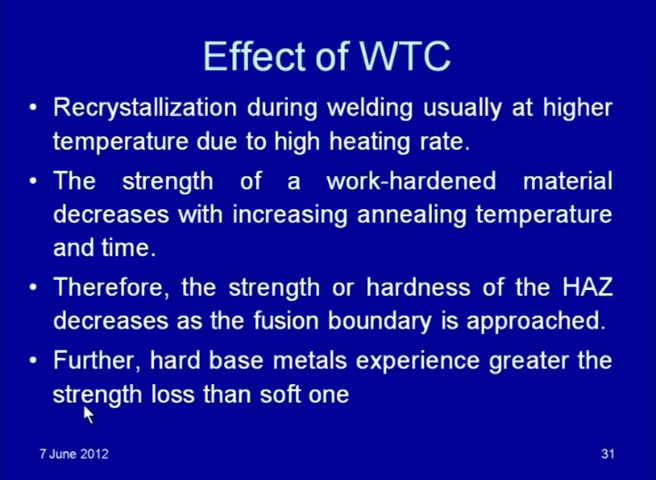 Effect of WTC
• Recrystallization during welding usually at higher
temperature due to high heating rate.
• The strength of a work-hardened material
decreases with increasing annealing temperature
and time.
• Therefore, the strength or hardness of the HAZ
decreases as the fusion boundary is approached.
• Further, hard base metals experience greater the
strength loss than soft one
7 June 2012
31